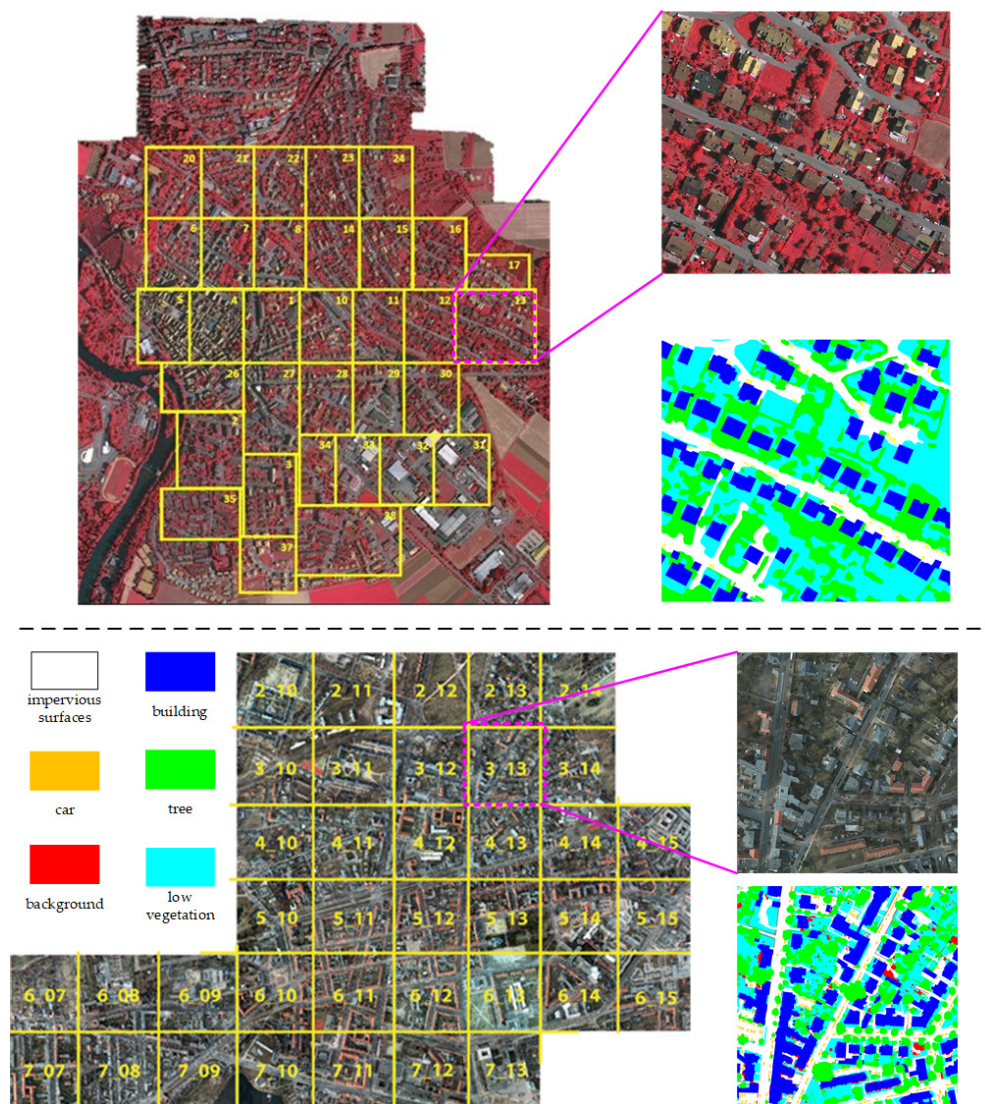 20 21 22 23 24
6 7 8 14 15 16
17
5 4 1 10 11 12 13
26 27 28 29 30
2
34 33 32 31
3
35
38
37
impervious
surfaces
building
car
tree
background
low
vegetation
2_10 2_11 2_12 2_13 2_14
3_10 3_11 3_12 3_13 3_14
4_10 4_11 4_12 4_13 4_14 4_15
5_10 5_11 5_12 5_13 5_14 5_15
6_07 6_08 6_09 6_10 6_11 6_12 6_13 6_14 6_15
7_07 7_08 7_09 7_10 7_11 7_12 7_13